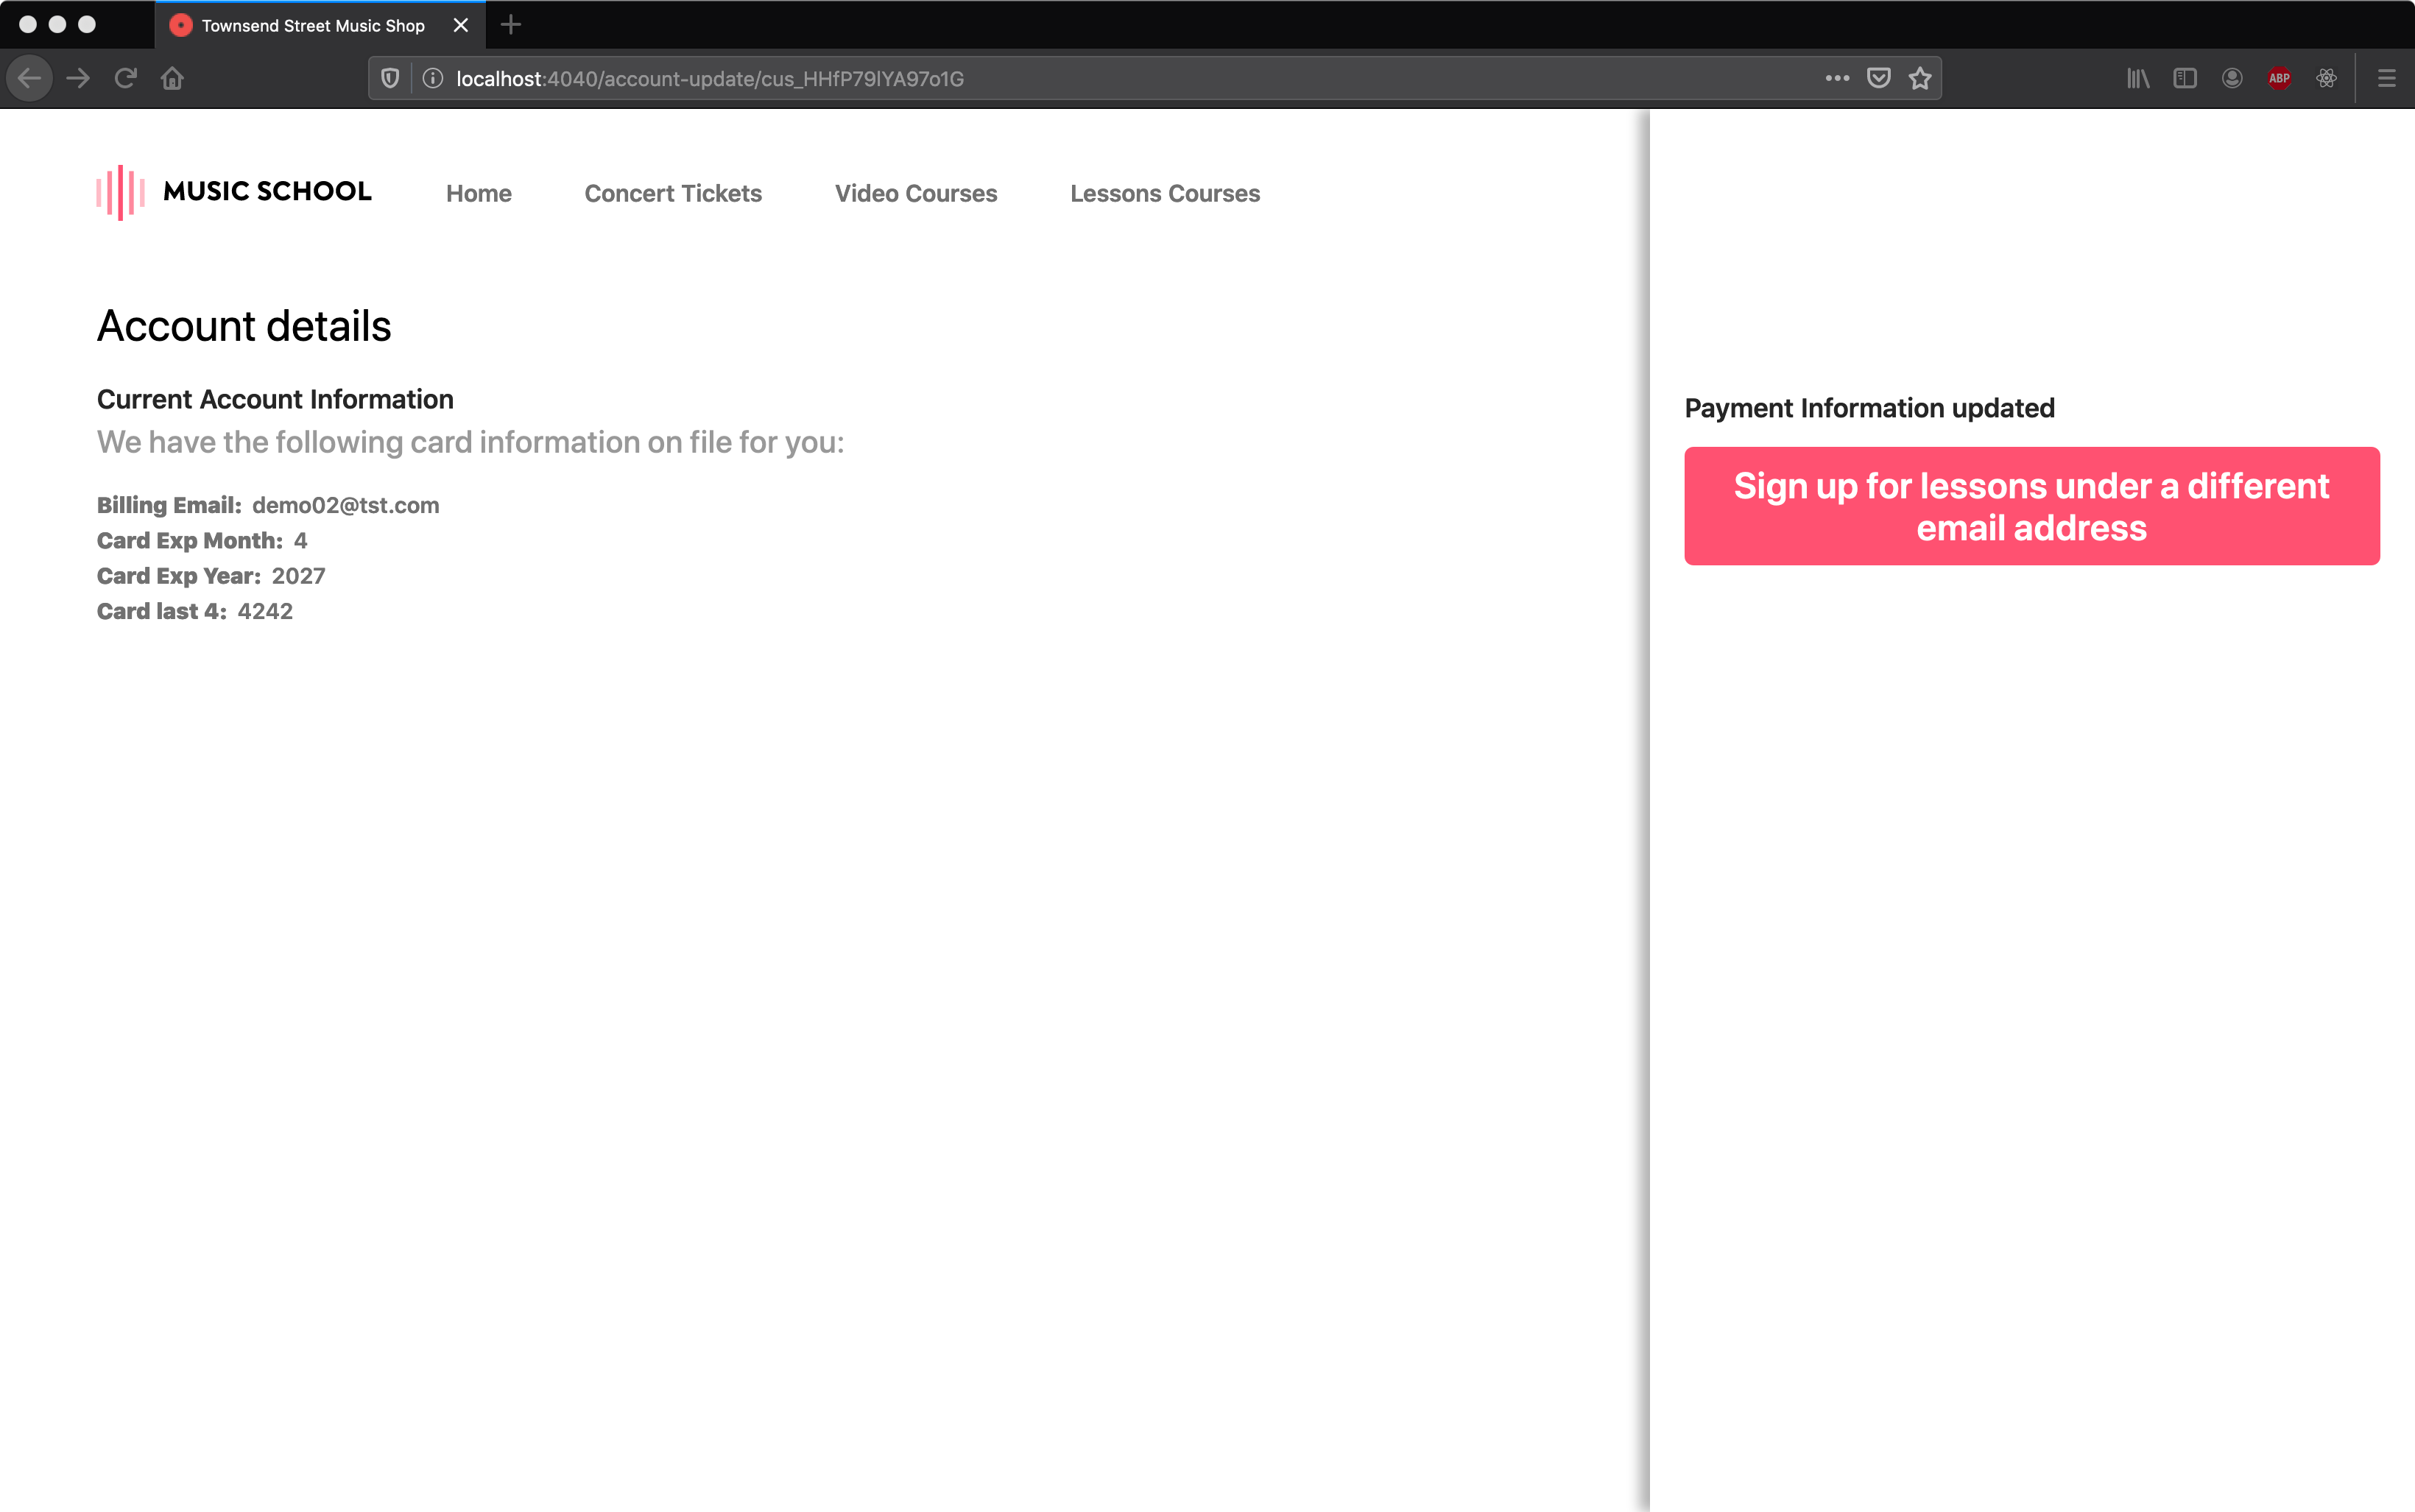 Townsend Street Music Shop
localhost:4040/account-update/cus_HHfP79lYA97o1G
ABP
MUSIC SCHOOL
Home
Concert Tickets
Video Courses
Lessons Courses
Account details
Current Account Information
We have the following card information on file for you:
Billing Email: demo02@tst.com
Card Exp Month: 4
Card Exp Year: 2027
Card last 4: 4242
Payment Information updated
Sign up for lessons under a different
email address